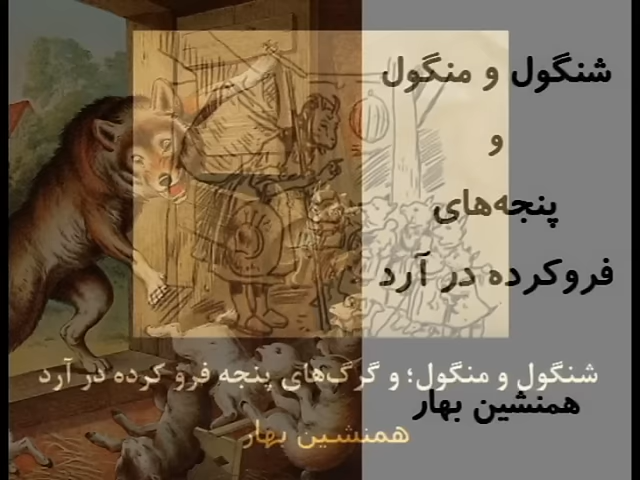 شنگول و منگول
و
پنجه‌های
فروکرده در آرد
شنگول و منگول؛ و گرگ‌های پنجه فرو کرده در آرد
همنشین بهار
همنشین بهار